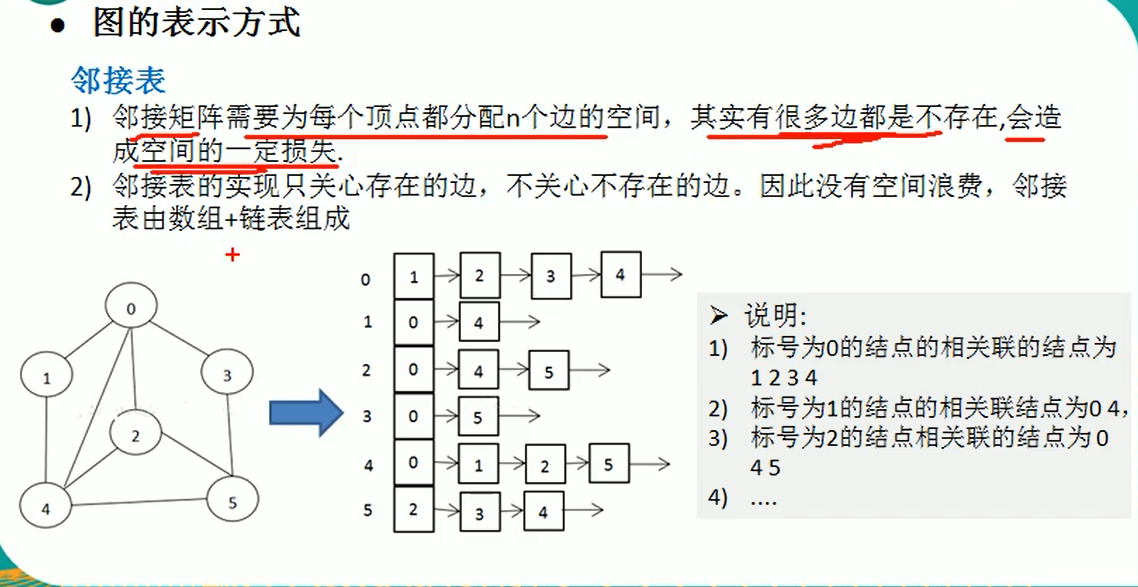 ● 图的表示方式
邻接表
1) 邻接矩阵需要为每个顶点都分配n个边的空间，其实有很多边都是不存在,会造
成空间的一定损失.
2) 邻接表的实现只关心存在的边，不关心不存在的边。因此没有空间浪费，邻接
表由数组+链表组成
0
1
3
2
4
5
0 1 2 3 4
1 0 4
2 0 4 5
3 0 5
4 0 1 2 5
5 2 3 4
➢ 说明:
1) 标号为0的结点的相关联的结点为
1 2 3 4
2) 标号为1的结点的相关联结点为0 4，
3) 标号为2的结点相关联的结点为 0
4 5
4) ....